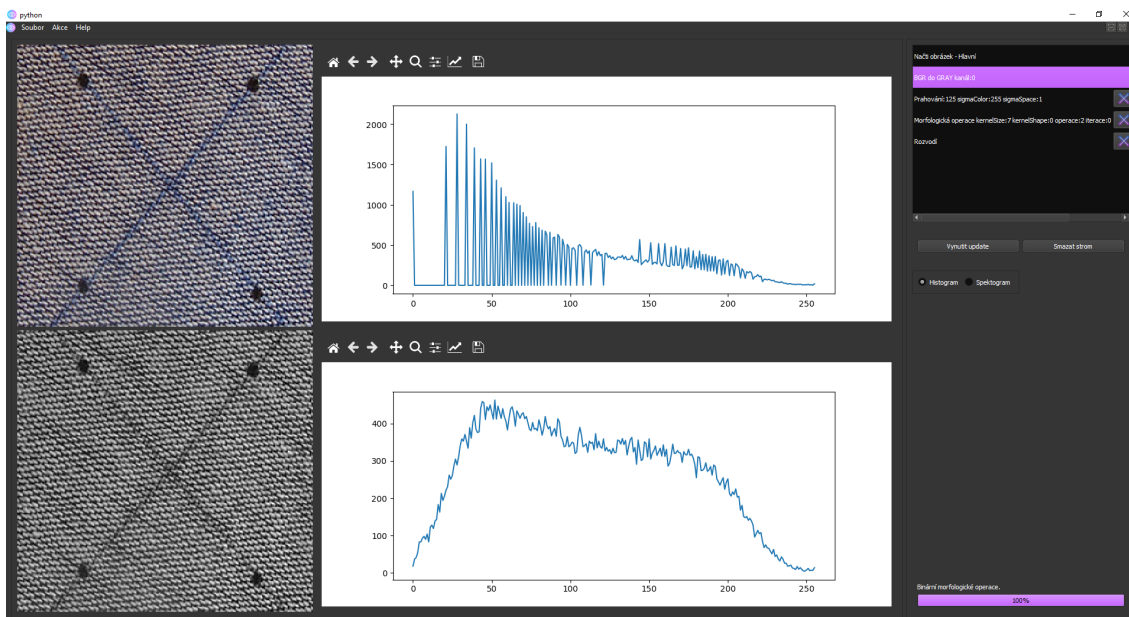 python
Soubor Akce Help
2000
1500
1000
500
0
0 50 100 150 200 250
400
300
200
100
0
0 50 100 150 200 250
Načti obrázek - Hlavní
BGR do GRAY kanál:0
Prahování:125 sigmaColor:255 sigmaSpace:1
Morfologická operace kernelSize:7 kernelShape:0 operace:2 iterace:0
Rozvodí
Vynutit update Smazat strom
Histogram Spektogram
Binární morfologické operace.
100%